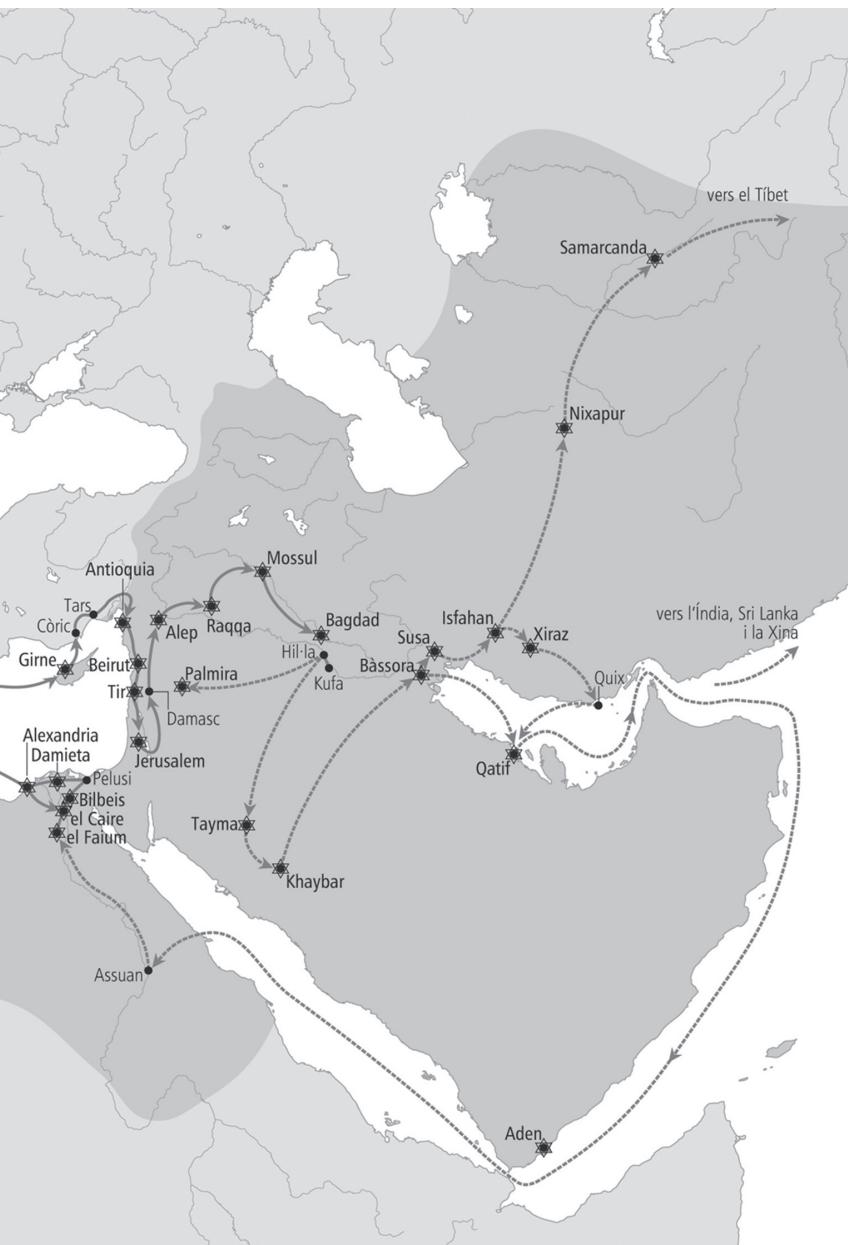 vers el Tíbet
Samarcanda
Nixapur
Mossul
Antioquia
Tars
Còric
Alep
Raqqa
Bagdad
Isfahan
Xiraz
vers l'Índia, Sri Lanka
i la Xina
Susa
Girne
Beirut
Palmira
Hil·la
Bàssora
Kufa
Quix
Tir
Damasc
Alexandria
Damieta
Jerusalem
Qatif
Pelusi
Bilbeis
el Caire
el Faium
Tayma
Khaybar
Assuan
Aden